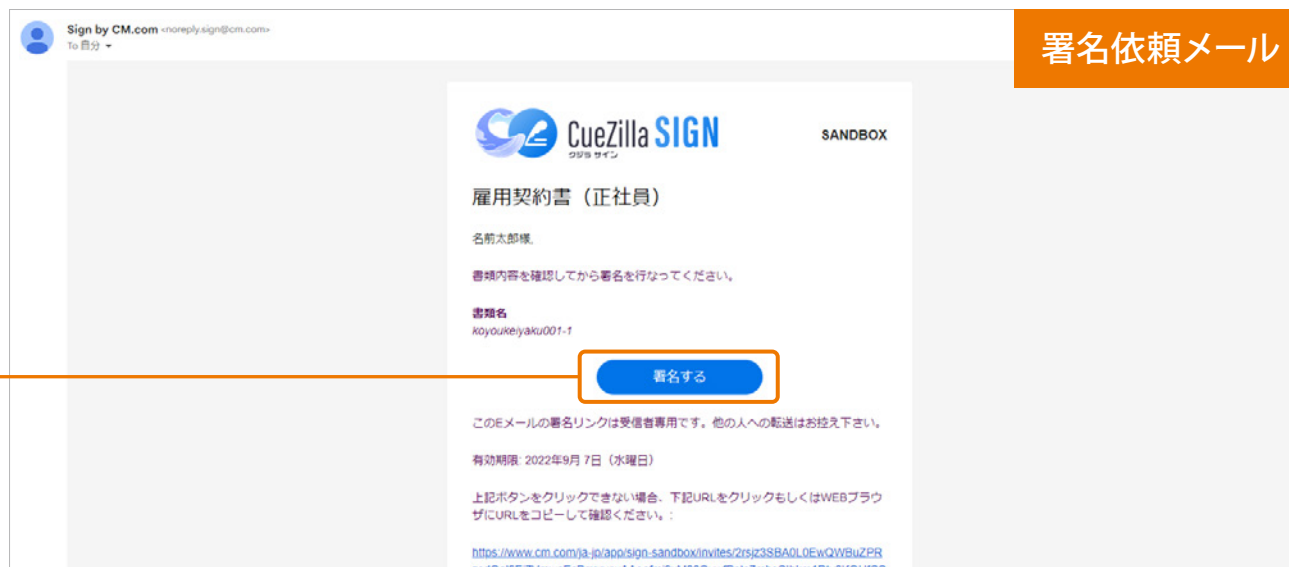 Sign by CM.com <noreply.sign@cm.com>
To 自分
署名依頼メール
CueZilla SIGN
クジラ サイン
SANDBOX
雇用契約書（正社員）
名前太郎様,
書類内容を確認してから署名を行なってください。
書類名
koyoukeiyaku001-1
署名する
このEメールの署名リンクは受信者専用です。他の人への転送はお控え下さい。
有効期限: 2022年9月 7日（水曜日）
上記ボタンをクリックできない場合、下記URLをクリックもしくはWEBブラウ
ザにURLをコピーして確認ください。:
https://www.cm.com/ja-jp/app/sign-sandbox/invites/2rsjz3SBA0L0EwQWBuZPR